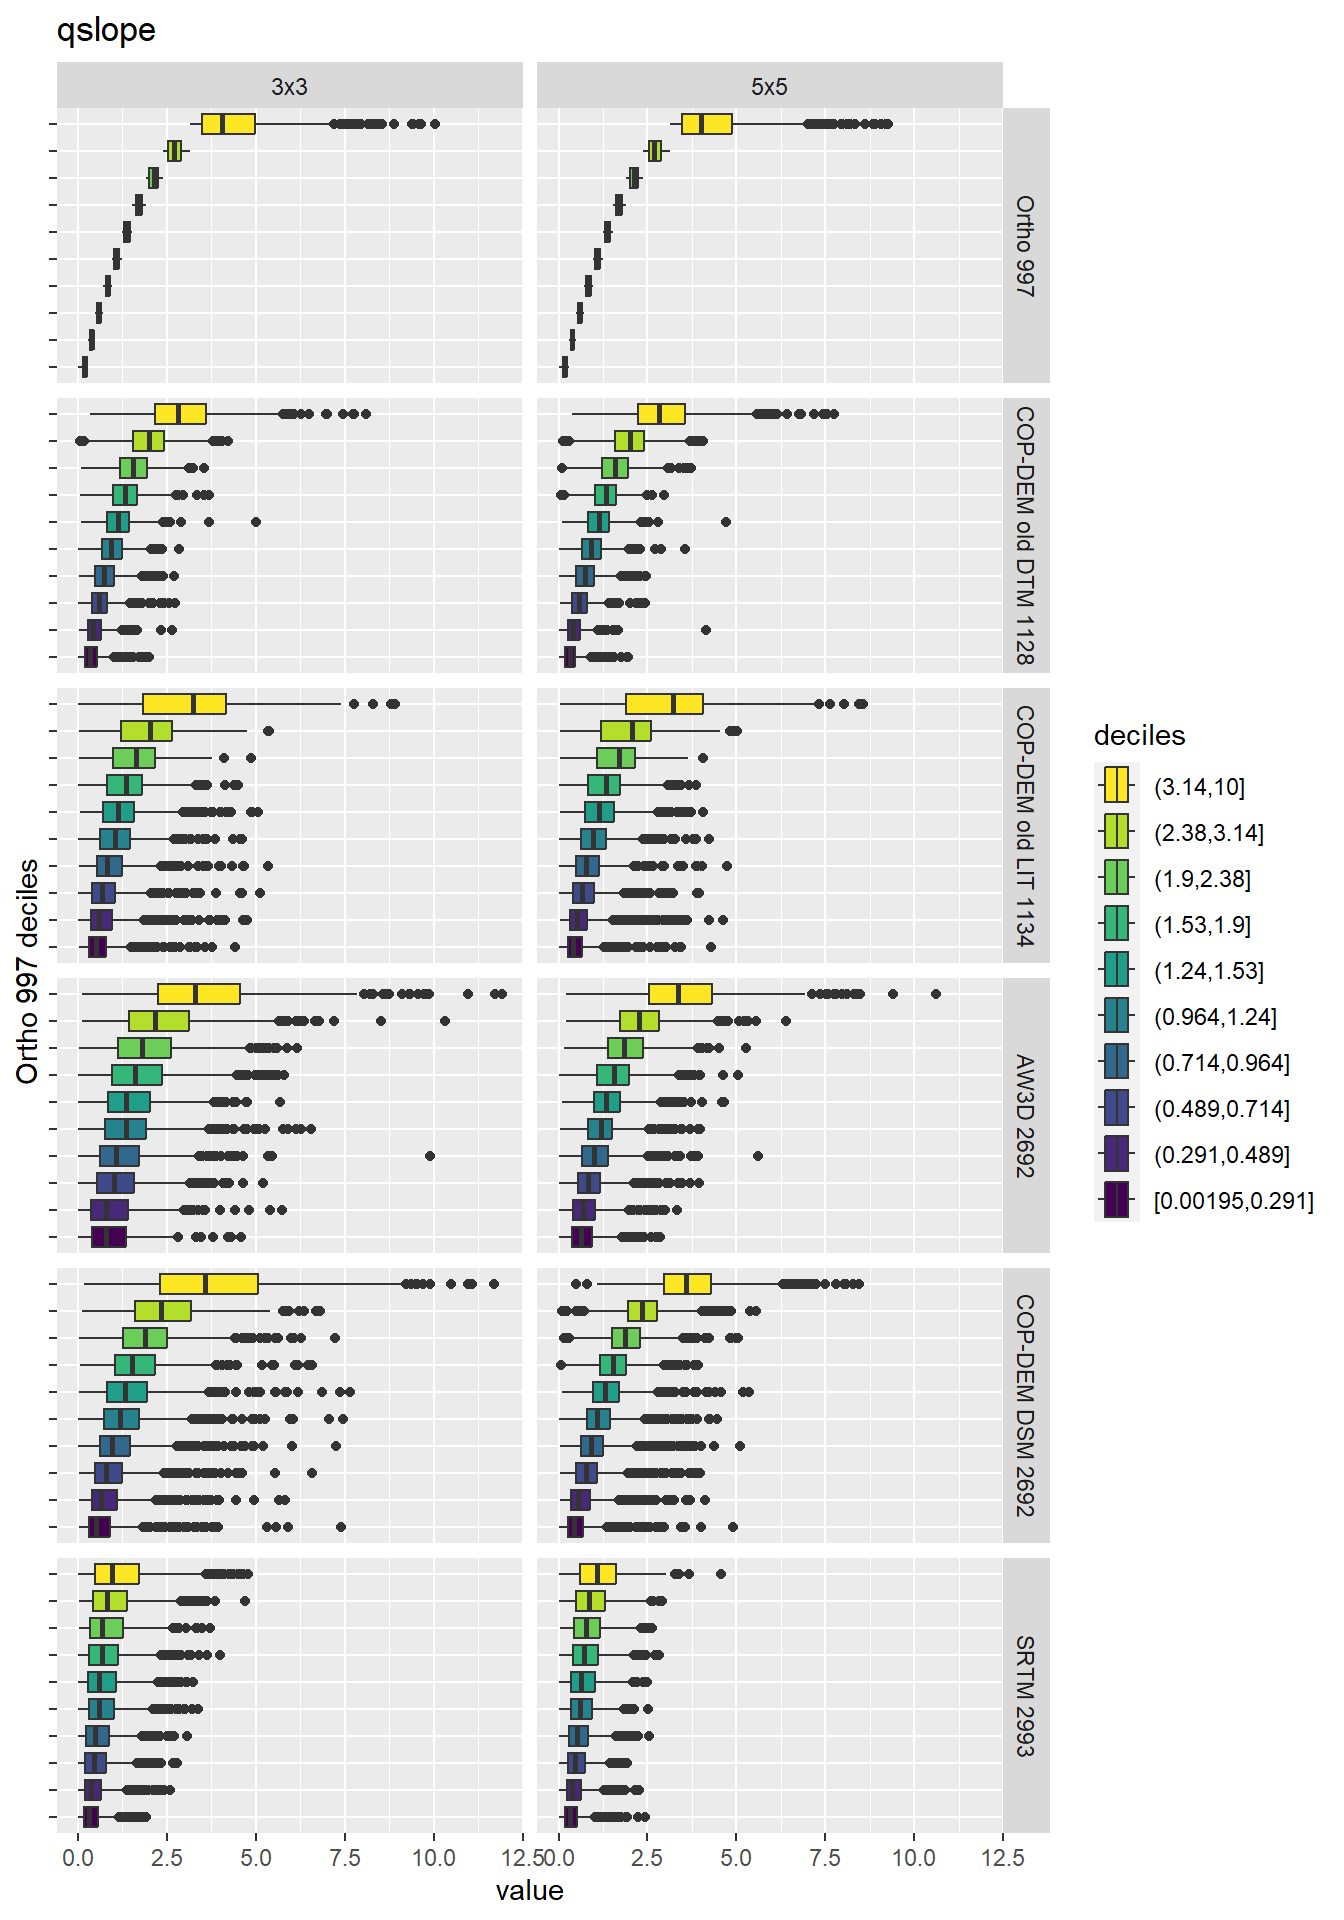 qslope
3x3
5x5
Ortho 997
COP-DEM old DTM 1128
COP-DEM old LIT 1134
AW3D 2692
COP-DEM DSM 2692
SRTM 2993
Ortho 997 deciles
0.0 2.5 5.0 7.5 10.0 12.5
0.0 2.5 5.0 7.5 10.0 12.5
value
deciles
(3.14,10]
(2.38,3.14]
(1.9,2.38]
(1.53,1.9]
(1.24,1.53]
(0.964,1.24]
(0.714,0.964]
(0.489,0.714]
(0.291,0.489]
[0.00195,0.291]